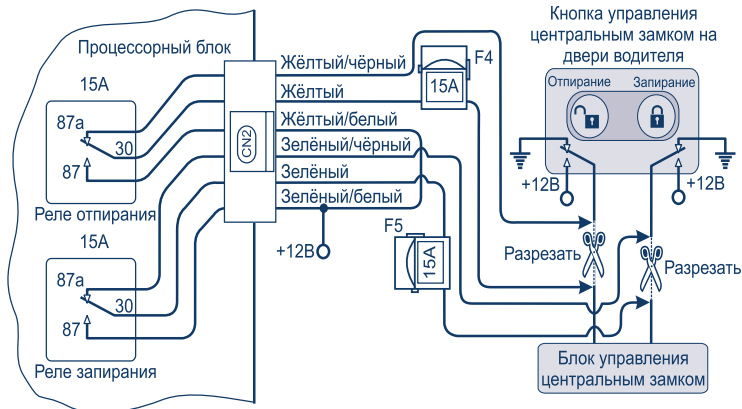 Процессорный блок
15А
87а
30
87
Реле отпирания
15А
87а
30
87
Реле запирания
CN2
Жёлтый/чёрный
Жёлтый
Жёлтый/белый
Зелёный/чёрный
Зелёный
Зелёный/белый
+12В
F4
15А
F5
15А
Кнопка управления
центральным замком на
двери водителя
Отпирание
Запирание
+12В
+12В
Разрезать
Разрезать
Блок управления
центральным замком